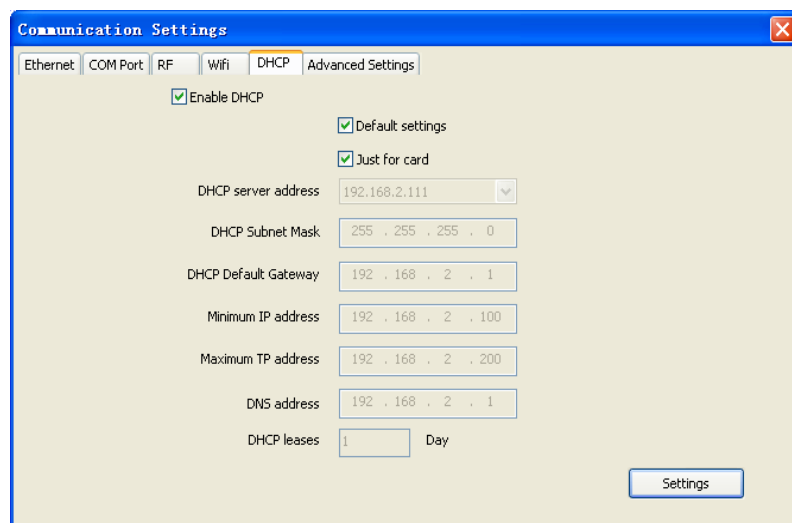 Communication Settings
Ethernet COM Port RF Wifi DHCP Advanced Settings
Enable DHCP
Default settings
Just for card
DHCP server address 192.168.2.111
DHCP Subnet Mask 255 . 255 . 255 . 0
DHCP Default Gateway 192 . 168 . 2 . 1
Minimum IP address 192 . 168 . 2 . 100
Maximum TP address 192 . 168 . 2 . 200
DNS address 192 . 168 . 2 . 1
DHCP leases 1 Day
Settings